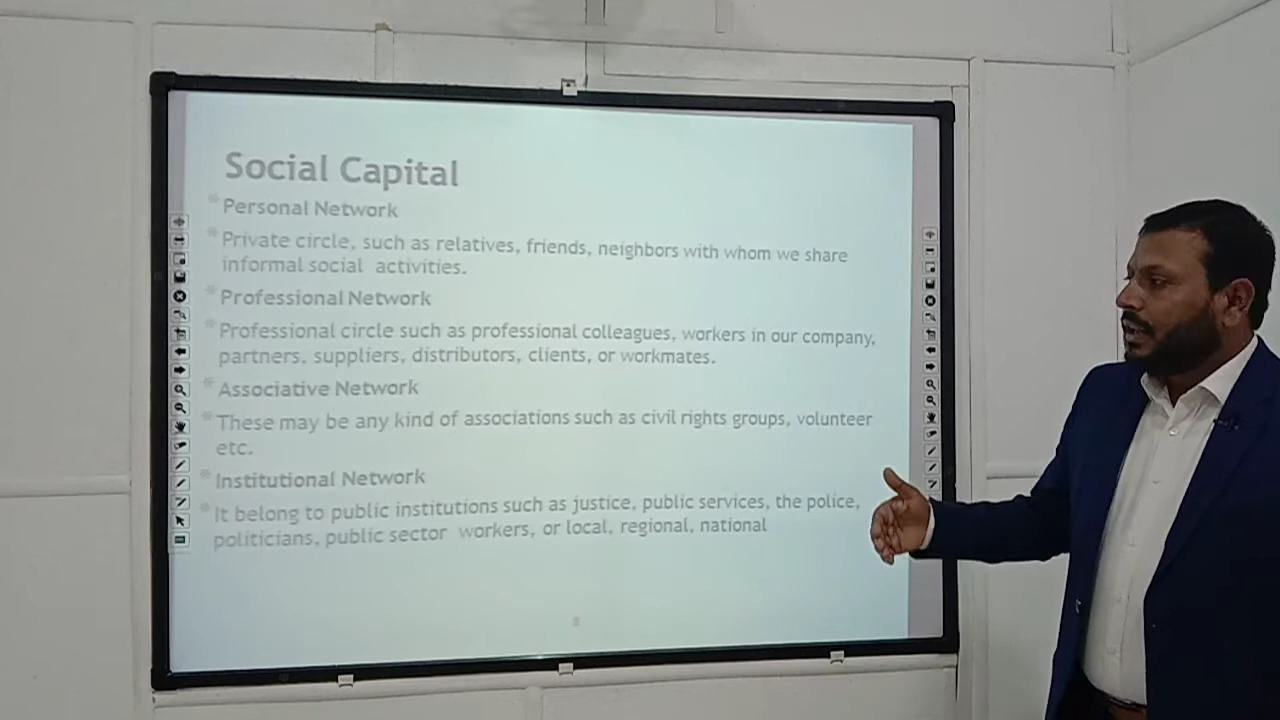 Social Capital
*Personal Network
*Private circle, such as relatives, friends, neighbors with whom we share
informal social activities.
*Professional Network
*Professional circle such as professional colleagues, workers in our company,
partners, suppliers, distributors, clients, or workmates.
*Associative Network
*These may be any kind of associations such as civil rights groups, volunteer
etc.
*Institutional Network
*It belong to public institutions such as justice, public services, the police,
politicians, public sector workers, or local, regional, national